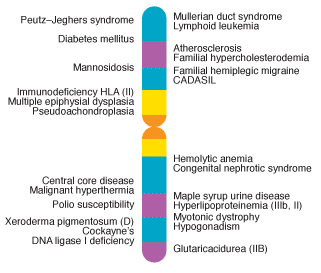 Peutz–Jeghers syndrome
Diabetes mellitus
Mannosidosis
Immunodeficiency HLA (II)
Multiple epiphysial dysplasia
Pseudoachondroplasia
Central core disease
Malignant hyperthermia
Polio susceptibility
Xeroderma pigmentosum (D)
Cockayne's
DNA ligase I deficiency
Mullerian duct syndrome
Lymphoid leukemia
Atherosclerosis
Familial hypercholesterodemia
Familial hemiplegic migraine
CADASIL
Hemolytic anemia
Congenital nephrotic syndrome
Maple syrup urine disease
Hyperlipoproteinemia (IIb, II)
Myotonic dystrophy
Hypogonadism
Glutaricacidurea (IIB)